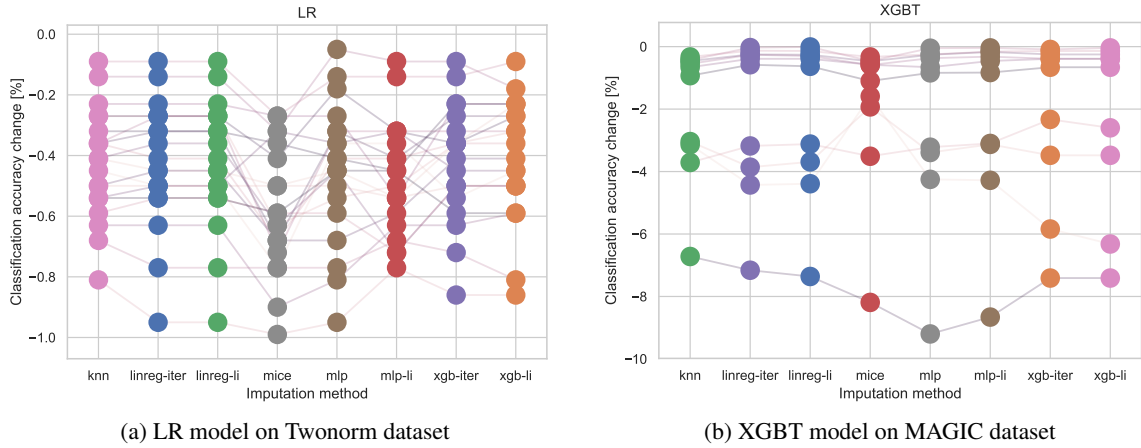 LR
Classification accuracy change [%]
0.0
−0.2
−0.4
−0.6
−0.8
−1.0
knn linreg-iter linreg-li mice mlp mlp-li xgb-iter xgb-li
Imputation method
(a) LR model on Twonorm dataset
XGBT
Classification accuracy change [%]
0
−2
−4
−6
−8
−10
knn linreg-iter linreg-li mice mlp mlp-li xgb-iter xgb-li
Imputation method
(b) XGBT model on MAGIC dataset